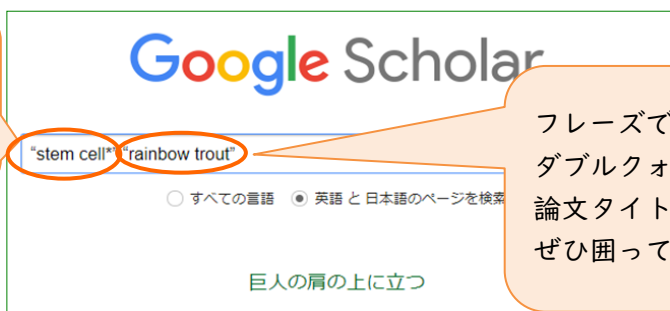 Google Scholar
“stem cell*” “rainbow trout”
すべての言語 英語 と 日本語のページを検索
巨人の肩の上に立つ
フレーズで
ダブルクォ
論文タイト
ぜひ囲って